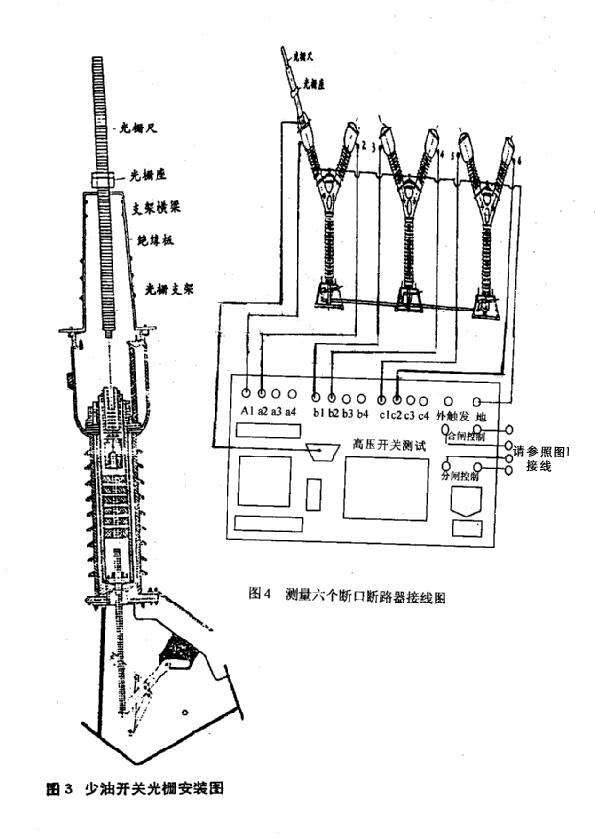 光栅尺
光栅座
支架横梁
绝缘板
光栅支架
光栅尺
光栅座
2 3 4 5 6
A1 a2 a3 a4 b1 b2 b3 b4 c1 c2 c3 c4 外触发 地
高压开关测试
合闸控制
分闸控制
请参照图1
接线
图4 测量六个断口断路器接线图
图3 少油开关光栅安装图